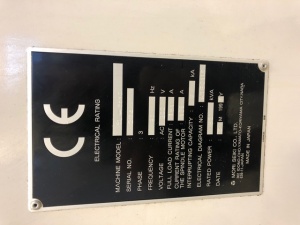 CE
ELECTRICAL RATING
MACHINE MODEL :
SERIAL NO. :
PHASE : 3
FREQUENCY : Hz
VOLTAGE : AC V
FULL LOAD CURRENT : A
CURRENT RATING OF
THE SPINDLE MOTOR : A
INTERRUPTING CAPACITY : kA
ELECTRICAL DIAGRAM NO. :
RATED POWER : kVA
DATE : M Y
MORI SEIKI CO., LTD.
MADE IN JAPAN